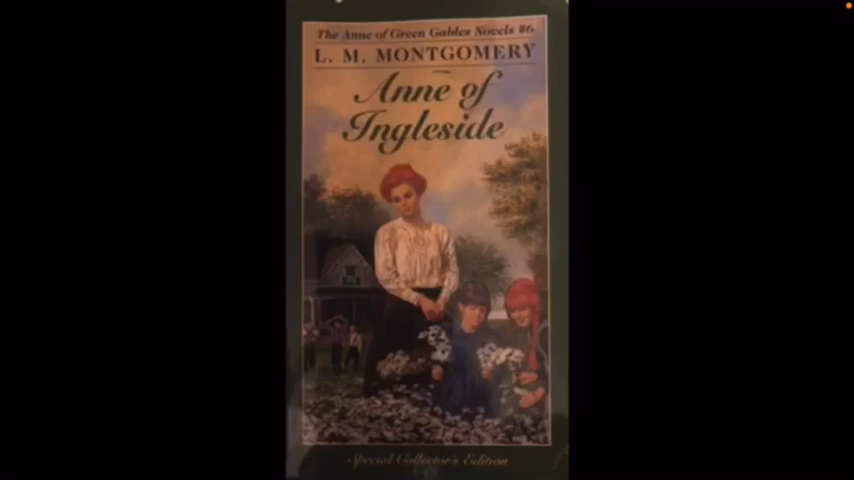 The Anne of Green Gables Novels #6
L. M. MONTGOMERY
Anne of
Ingleside
Special Collector's Edition